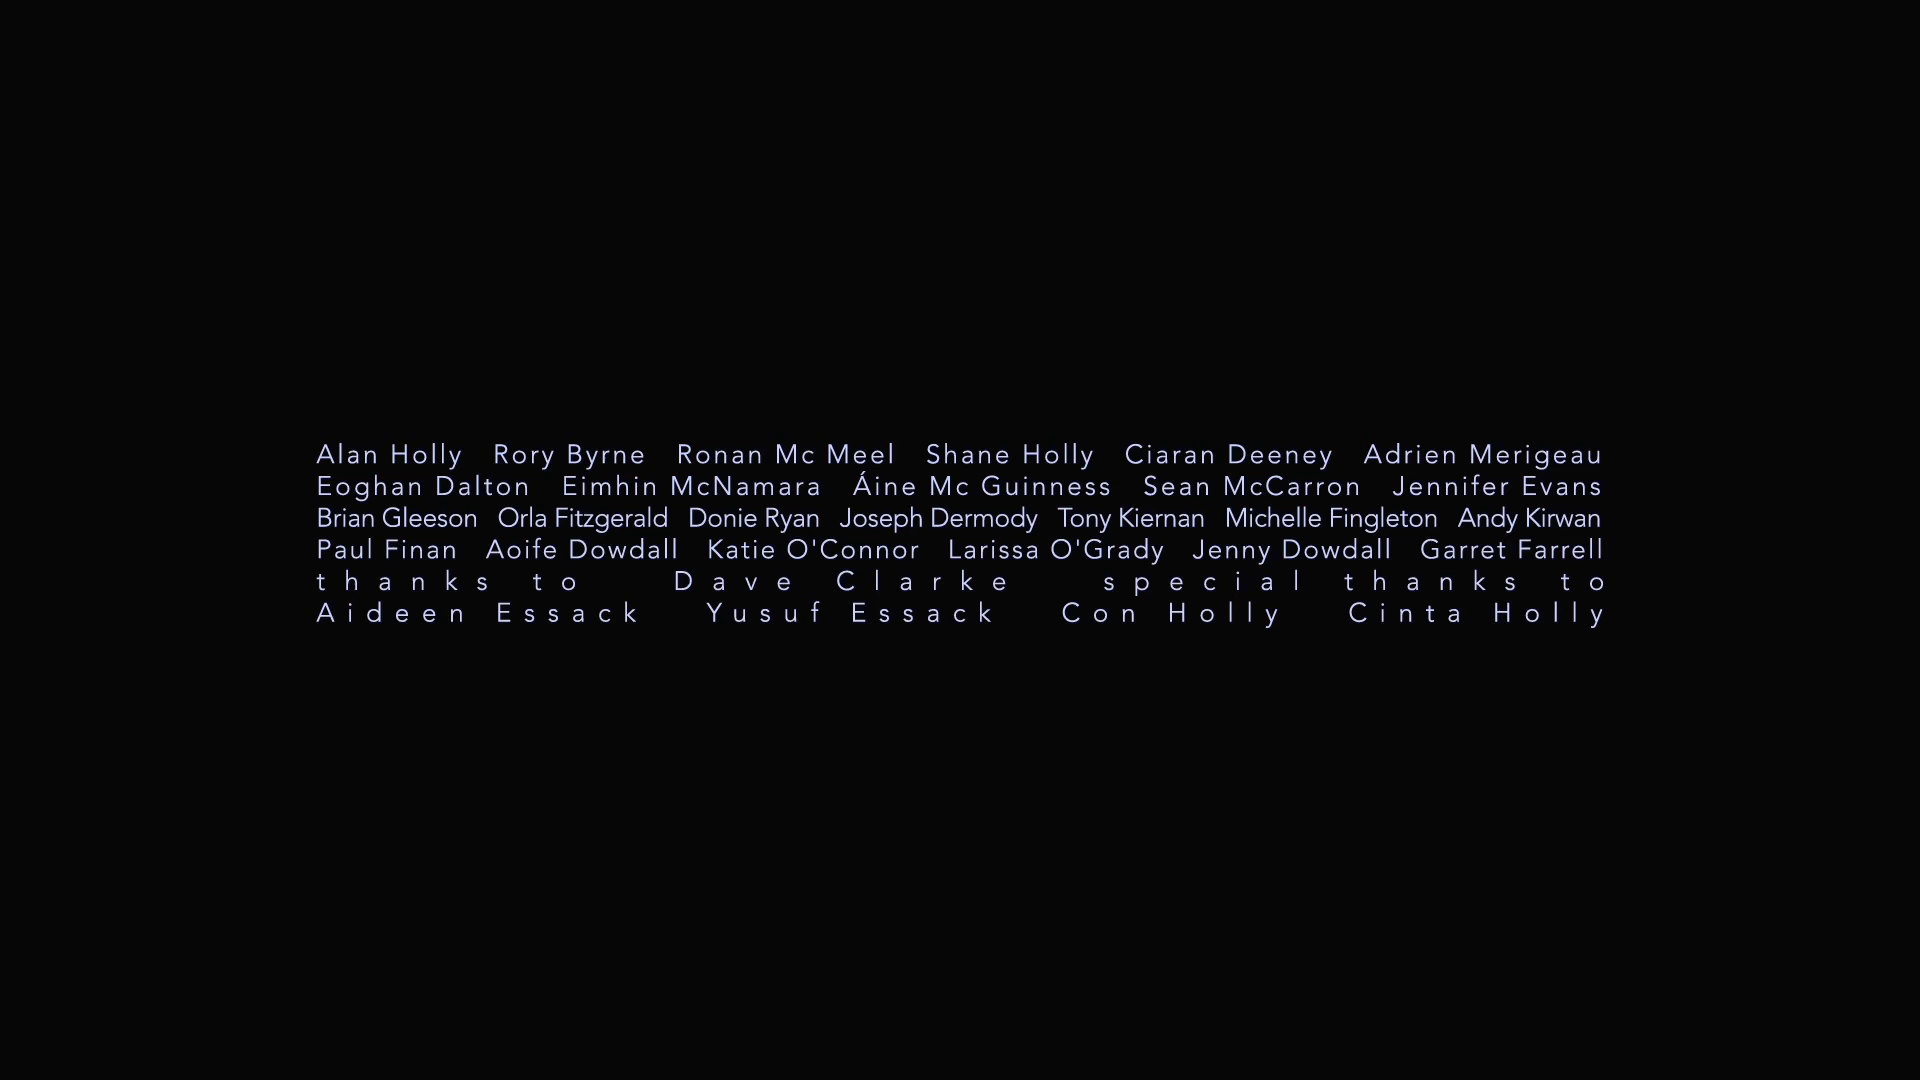 Alan Holly Rory Byrne Ronan Mc Meel Shane Holly Ciaran Deeney Adrien Merigeau
Eoghan Dalton Eimhin McNamara Áine Mc Guinness Sean McCarron Jennifer Evans
Brian Gleeson Orla Fitzgerald Donie Ryan Joseph Dermody Tony Kiernan Michelle Fingleton Andy Kirwan
Paul Finan Aoife Dowdall Katie O'Connor Larissa O'Grady Jenny Dowdall Garret Farrell
thanks to Dave Clarke special thanks to
Aideen Essack Yusuf Essack Con Holly Cinta Holly